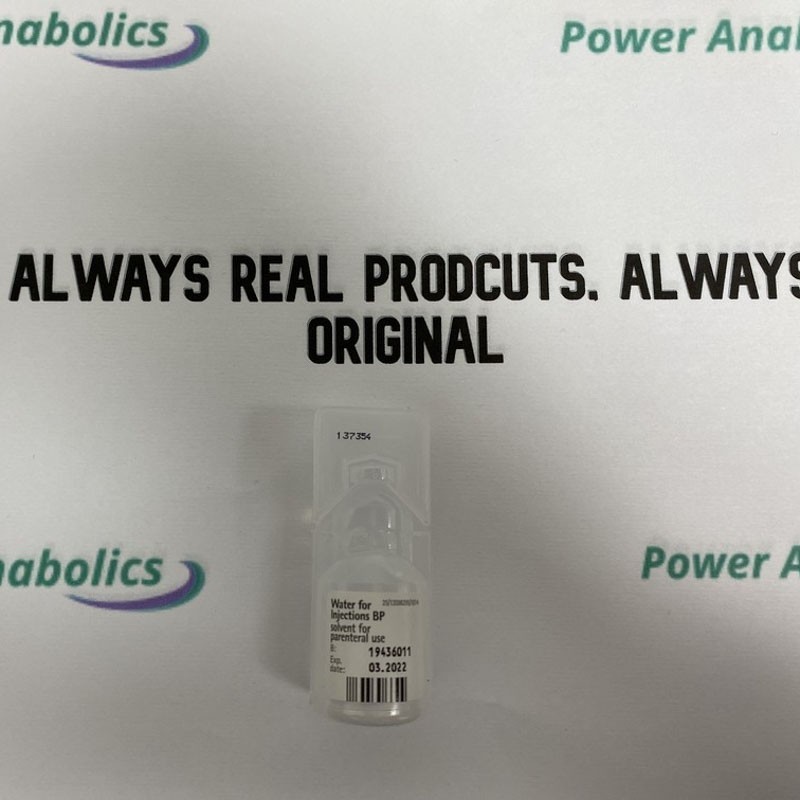 nabolics
Power Anal
ALWAYS REAL PRODCUTS. ALWAYS
ORIGINAL
137354
Water for
Injections BP
solvent for
parenteral use
B: 19436011
Exp.
date: 03.2022
nabolics
Power A